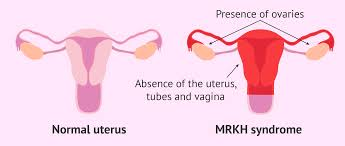 Presence of ovaries
Absence of the uterus,
tubes and vagina
Normal uterus
MRKH syndrome